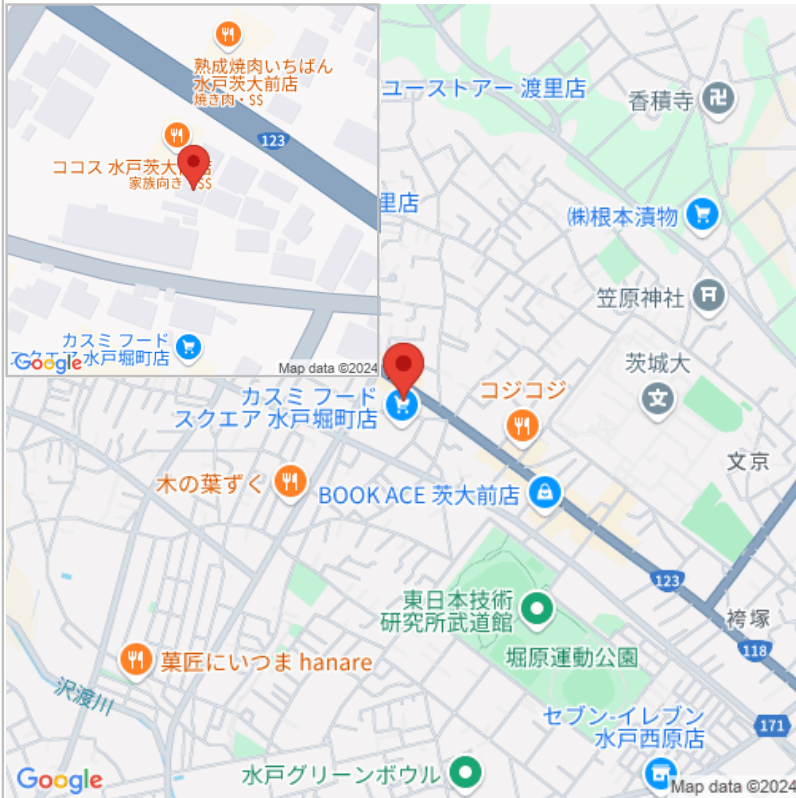 熟成焼肉いちばん
水戸茨大前店
焼き肉・$$
123
ココス 水戸茨大
店
家族向き
$$
カスミ フード
スクエア 水戸堀町店
Google
Map data ©2024
ユーストアー 渡里店
香積寺
里店
㈱根本漬物
笠原神社
茨城大
カスミ フード
スクエア 水戸堀町店
コジコジ
文京
木の葉ずく
BOOK ACE 茨大前店
123
東日本技術
研究所武道館
袴塚
堀原運動公園
118
菓匠にいつま hanare
沢渡川
セブン-イレブン
水戸西原店
171
水戸グリーンボウル
Google
Map data ©2024